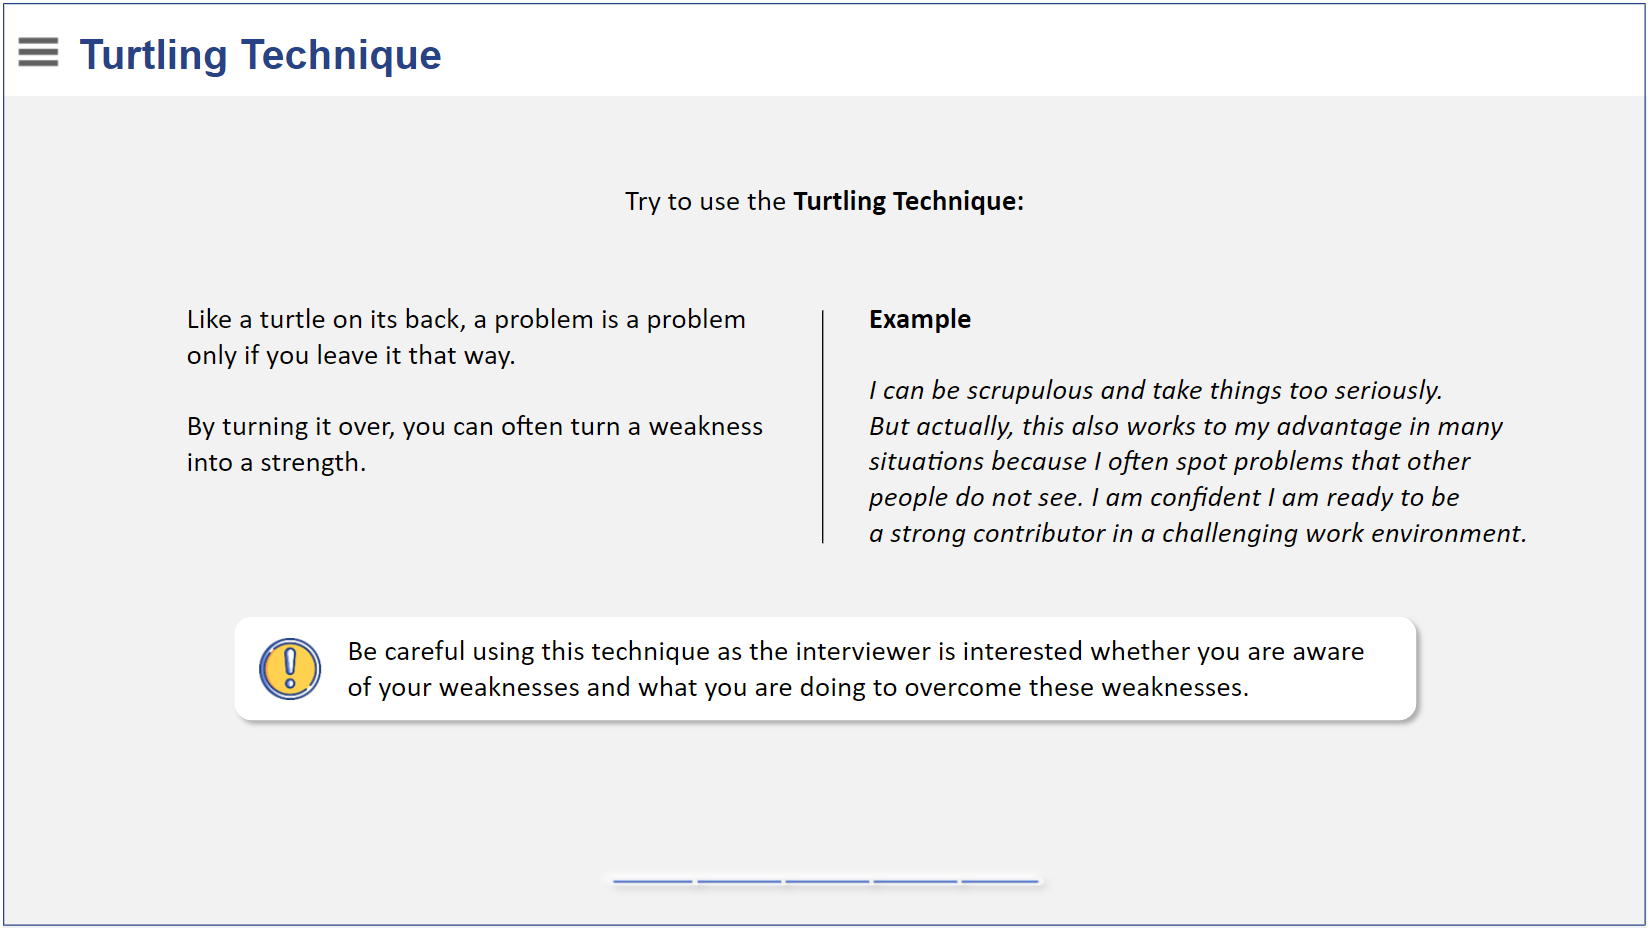 Turtling Technique
Try to use the Turtling Technique:
Like a turtle on its back, a problem is a problem
only if you leave it that way.
By turning it over, you can often turn a weakness
into a strength.
Example
I can be scrupulous and take things too seriously.
But actually, this also works to my advantage in many
situations because I often spot problems that other
people do not see. I am confident I am ready to be
a strong contributor in a challenging work environment.
Be careful using this technique as the interviewer is interested whether you are aware
of your weaknesses and what you are doing to overcome these weaknesses.